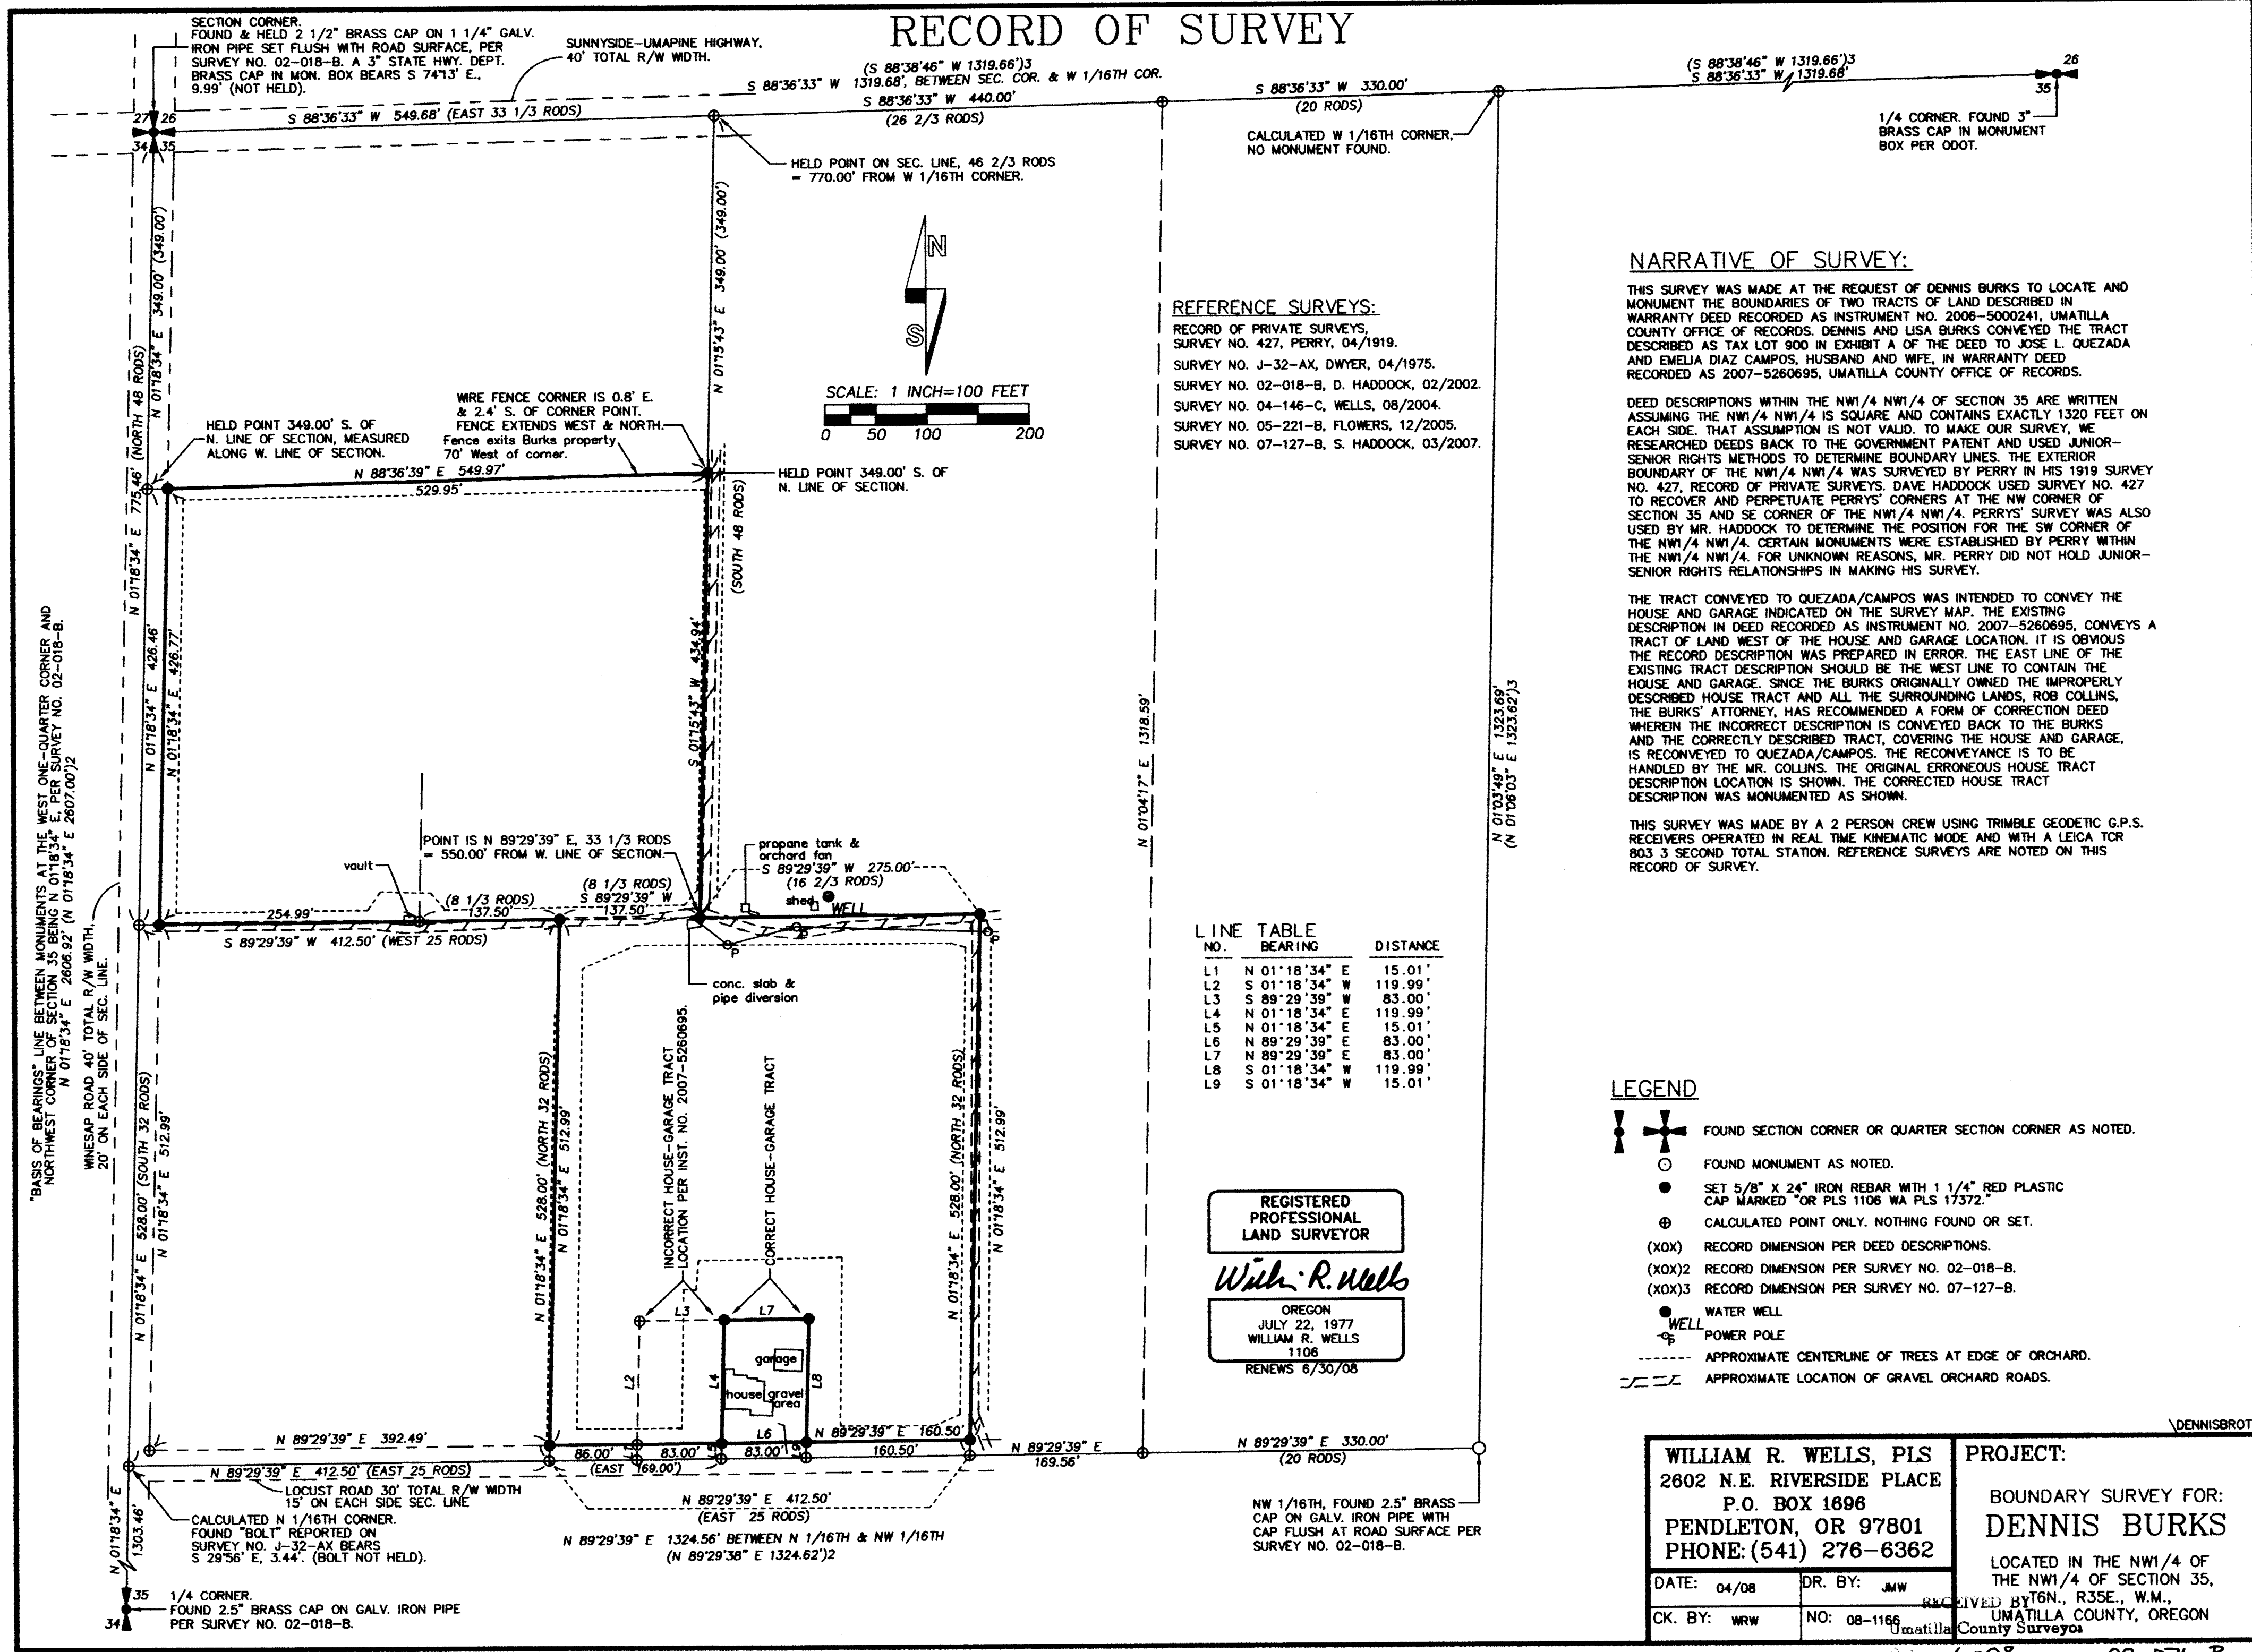 RECORD OF SURVEY
SECTION CORNER.
FOUND & HELD 2 1/2" BRASS CAP ON 1 1/4" GALV.
IRON PIPE SET FLUSH WITH ROAD SURFACE, PER
SURVEY NO. 02-018-B. A 3" STATE HWY. DEPT.
BRASS CAP IN MON. BOX BEARS S 74°13' E.,
9.99' (NOT HELD).
SUNNYSIDE-UMAPINE HIGHWAY,
40' TOTAL R/W WIDTH.
(S 88°38'46" W 1319.66')3
S 88°36'33" W 1319.68', BETWEEN SEC. COR. & W 1/16TH COR.
S 88°36'33" W 440.00'
(26 2/3 RODS)
S 88°36'33" W 330.00'
(20 RODS)
(S 88°38'46" W 1319.66')3
S 88°36'33" W 1319.68'
26
35
27 26
34 35
S 88°36'33" W 549.68' (EAST 33 1/3 RODS)
1/4 CORNER. FOUND 3"
BRASS CAP IN MONUMENT
BOX PER ODOT.
CALCULATED W 1/16TH CORNER,
NO MONUMENT FOUND.
HELD POINT ON SEC. LINE, 46 2/3 RODS
= 770.00' FROM W 1/16TH CORNER.
N 01°18'34" E 349.00' (349.00')
N 01°18'34" E 775.46' (NORTH 48 RODS)
N 01°15'43" E 349.00' (349.00')
N
S
SCALE: 1 INCH=100 FEET
0 50 100 200
REFERENCE SURVEYS:
RECORD OF PRIVATE SURVEYS,
SURVEY NO. 427, PERRY, 04/1919.
SURVEY NO. J-32-AX, DWYER, 04/1975.
SURVEY NO. 02-018-B, D. HADDOCK, 02/2002.
SURVEY NO. 04-146-C, WELLS, 08/2004.
SURVEY NO. 05-221-B, FLOWERS, 12/2005.
SURVEY NO. 07-127-B, S. HADDOCK, 03/2007.
NARRATIVE OF SURVEY:
THIS SURVEY WAS MADE AT THE REQUEST OF DENNIS BURKS TO LOCATE AND
MONUMENT THE BOUNDARIES OF TWO TRACTS OF LAND DESCRIBED IN
WARRANTY DEED RECORDED AS INSTRUMENT NO. 2006-5000241, UMATILLA
COUNTY OFFICE OF RECORDS. DENNIS AND LISA BURKS CONVEYED THE TRACT
DESCRIBED AS TAX LOT 900 IN EXHIBIT A OF THE DEED TO JOSE L. QUEZADA
AND EMELIA DIAZ CAMPOS, HUSBAND AND WIFE, IN WARRANTY DEED
RECORDED AS 2007-5260695, UMATILLA COUNTY OFFICE OF RECORDS.
DEED DESCRIPTIONS WITHIN THE NW1/4 NW1/4 OF SECTION 35 ARE WRITTEN
ASSUMING THE NW1/4 NW1/4 IS SQUARE AND CONTAINS EXACTLY 1320 FEET ON
EACH SIDE. THAT ASSUMPTION IS NOT VALID. TO MAKE OUR SURVEY, WE
RESEARCHED DEEDS BACK TO THE GOVERNMENT PATENT AND USED JUNIOR-
SENIOR RIGHTS METHODS TO DETERMINE BOUNDARY LINES. THE EXTERIOR
BOUNDARY OF THE NW1/4 NW1/4 WAS SURVEYED BY PERRY IN HIS 1919 SURVEY
NO. 427, RECORD OF PRIVATE SURVEYS. DAVE HADDOCK USED SURVEY NO. 427
TO RECOVER AND PERPETUATE PERRYS' CORNERS AT THE NW CORNER OF
SECTION 35 AND SE CORNER OF THE NW1/4 NW1/4. PERRYS' SURVEY WAS ALSO
USED BY MR. HADDOCK TO DETERMINE THE POSITION FOR THE SW CORNER OF
THE NW1/4 NW1/4. CERTAIN MONUMENTS WERE ESTABLISHED BY PERRY WITHIN
THE NW1/4 NW1/4. FOR UNKNOWN REASONS, MR. PERRY DID NOT HOLD JUNIOR-
SENIOR RIGHTS RELATIONSHIPS IN MAKING HIS SURVEY.
THE TRACT CONVEYED TO QUEZADA/CAMPOS WAS INTENDED TO CONVEY THE
HOUSE AND GARAGE INDICATED ON THE SURVEY MAP. THE EXISTING
DESCRIPTION IN DEED RECORDED AS INSTRUMENT NO. 2007-5260695, CONVEYS A
TRACT OF LAND WEST OF THE HOUSE AND GARAGE LOCATION. IT IS OBVIOUS
THE RECORD DESCRIPTION WAS PREPARED IN ERROR. THE EAST LINE OF THE
EXISTING TRACT DESCRIPTION SHOULD BE THE WEST LINE TO CONTAIN THE
HOUSE AND GARAGE. SINCE THE BURKS ORIGINALLY OWNED THE IMPROPERLY
DESCRIBED HOUSE TRACT AND ALL THE SURROUNDING LANDS, ROB COLLINS,
THE BURKS' ATTORNEY, HAS RECOMMENDED A FORM OF CORRECTION DEED
WHEREIN THE INCORRECT DESCRIPTION IS CONVEYED BACK TO THE BURKS
AND THE CORRECTLY DESCRIBED TRACT, COVERING THE HOUSE AND GARAGE,
IS RECONVEYED TO QUEZADA/CAMPOS. THE RECONVEYANCE IS TO BE
HANDLED BY THE MR. COLLINS. THE ORIGINAL ERRONEOUS HOUSE TRACT
DESCRIPTION LOCATION IS SHOWN. THE CORRECTED HOUSE TRACT
DESCRIPTION WAS MONUMENTED AS SHOWN.
THIS SURVEY WAS MADE BY A 2 PERSON CREW USING TRIMBLE GEODETIC G.P.S.
RECEIVERS OPERATED IN REAL TIME KINEMATIC MODE AND WITH A LEICA TCR
803 3 SECOND TOTAL STATION. REFERENCE SURVEYS ARE NOTED ON THIS
RECORD OF SURVEY.
HELD POINT 349.00' S. OF
N. LINE OF SECTION, MEASURED
ALONG W. LINE OF SECTION.
WIRE FENCE CORNER IS 0.8' E.
& 2.4' S. OF CORNER POINT.
FENCE EXTENDS WEST & NORTH.
Fence exits Burks property
70' West of corner.
N 88°36'39" E 549.97'
529.95'
HELD POINT 349.00' S. OF
N. LINE OF SECTION.
(SOUTH 48 RODS)
S 01°15'43" W 434.94'
N 01°18'34" E 426.46'
N 01°18'34" E 426.77'
"BASIS OF BEARINGS" LINE BETWEEN MONUMENTS AT THE WEST ONE-QUARTER CORNER AND
NORTHWEST CORNER OF SECTION 35 BEING N 01°18'34" E, PER SURVEY NO. 02-018-B.
N 01°18'34" E 2606.92' (N 01°18'34" E 2607.00')2
WINESAP ROAD 40' TOTAL R/W WIDTH,
20' ON EACH SIDE OF SEC. LINE.
N 01°04'17" E 1318.59'
N 01°03'49" E 1323.69'
(N 01°06'03" E 1323.62')3
POINT IS N 89°29'39" E, 33 1/3 RODS
= 550.00' FROM W. LINE OF SECTION.
vault
propane tank &
orchard fan
S 89°29'39" W 275.00'
(16 2/3 RODS)
shed
WELL
(8 1/3 RODS)
137.50'
(8 1/3 RODS)
S 89°29'39" W
137.50'
254.99'
S 89°29'39" W 412.50' (WEST 25 RODS)
P
P
P
conc. slab &
pipe diversion
LINE TABLE
NO. BEARING DISTANCE
L1 N 01°18'34" E 15.01'
L2 S 01°18'34" W 119.99'
L3 S 89°29'39" W 83.00'
L4 N 01°18'34" E 119.99'
L5 N 01°18'34" E 15.01'
L6 N 89°29'39" E 83.00'
L7 N 89°29'39" E 83.00'
L8 S 01°18'34" W 119.99'
L9 S 01°18'34" W 15.01'
N 01°18'34" E 528.00' (SOUTH 32 RODS)
N 01°18'34" E 512.99'
N 01°18'34" E 528.00' (NORTH 32 RODS)
N 01°18'34" E 512.99'
INCORRECT HOUSE-GARAGE TRACT
LOCATION PER INST. NO. 2007-5260695.
CORRECT HOUSE-GARAGE TRACT
N 01°18'34" E 528.00' (NORTH 32 RODS)
N 01°18'34" E 512.99'
L3
L7
L2
L4
L8
garage
house
gravel
area
L6
L1
L5
L9
N 89°29'39" E 160.50'
86.00'
83.00'
83.00'
160.50'
(EAST 169.00')
N 89°29'39" E
169.56'
N 89°29'39" E 330.00'
(20 RODS)
N 89°29'39" E 392.49'
N 89°29'39" E 412.50' (EAST 25 RODS)
LOCUST ROAD 30' TOTAL R/W WIDTH
15' ON EACH SIDE SEC. LINE
N 89°29'39" E 412.50'
(EAST 25 RODS)
N 89°29'39" E 1324.56' BETWEEN N 1/16TH & NW 1/16TH
(N 89°29'38" E 1324.62')2
CALCULATED N 1/16TH CORNER.
FOUND "BOLT" REPORTED ON
SURVEY NO. J-32-AX BEARS
S 29°56' E, 3.44'. (BOLT NOT HELD).
N 01°18'34" E
1303.46'
35
34
1/4 CORNER.
FOUND 2.5" BRASS CAP ON GALV. IRON PIPE
PER SURVEY NO. 02-018-B.
NW 1/16TH, FOUND 2.5" BRASS
CAP ON GALV. IRON PIPE WITH
CAP FLUSH AT ROAD SURFACE PER
SURVEY NO. 02-018-B.
REGISTERED
PROFESSIONAL
LAND SURVEYOR
OREGON
JULY 22, 1977
WILLIAM R. WELLS
1106
RENEWS 6/30/08
LEGEND
FOUND SECTION CORNER OR QUARTER SECTION CORNER AS NOTED.
FOUND MONUMENT AS NOTED.
SET 5/8" X 24" IRON REBAR WITH 1 1/4" RED PLASTIC
CAP MARKED "OR PLS 1106 WA PLS 17372."
CALCULATED POINT ONLY. NOTHING FOUND OR SET.
(XOX) RECORD DIMENSION PER DEED DESCRIPTIONS.
(XOX)2 RECORD DIMENSION PER SURVEY NO. 02-018-B.
(XOX)3 RECORD DIMENSION PER SURVEY NO. 07-127-B.
WATER WELL
WELL
P POWER POLE
APPROXIMATE CENTERLINE OF TREES AT EDGE OF ORCHARD.
APPROXIMATE LOCATION OF GRAVEL ORCHARD ROADS.
\DENNISBROT
WILLIAM R. WELLS, PLS
2602 N.E. RIVERSIDE PLACE
P.O. BOX 1696
PENDLETON, OR 97801
PHONE: (541) 276-6362
DATE: 04/08
DR. BY: JMW
CK. BY: WRW
NO: 08-1166
PROJECT:
BOUNDARY SURVEY FOR:
DENNIS BURKS
LOCATED IN THE NW1/4 OF
THE NW1/4 OF SECTION 35,
T6N., R35E., W.M.,
UMATILLA COUNTY, OREGON
RECEIVED BY
Umatilla County Surveyor